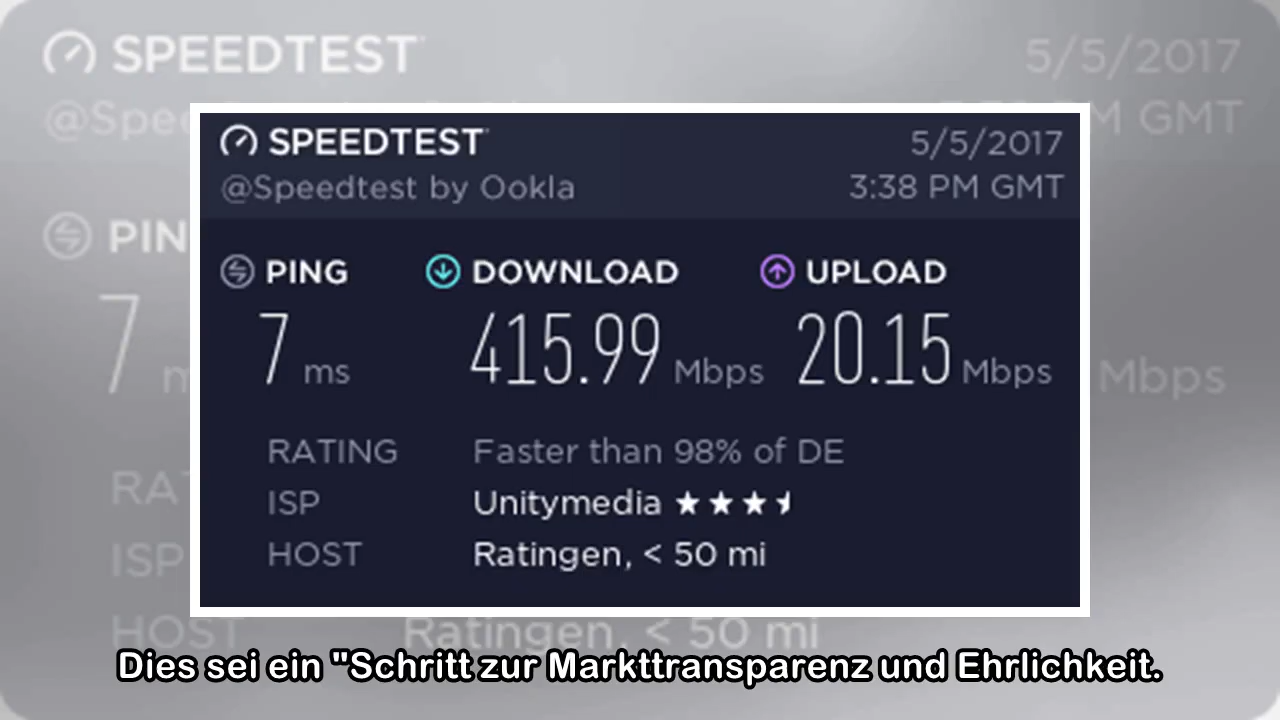 SPEEDTEST
5/5/2017
@Speedtest by Ookla
3:38 PM GMT
PING
DOWNLOAD
UPLOAD
7 ms
415.99 Mbps
20.15 Mbps
RATING
Faster than 98% of DE
ISP
Unitymedia
HOST
Ratingen, < 50 mi
Dies sei ein "Schritt zur Markttransparenz und Ehrlichkeit.